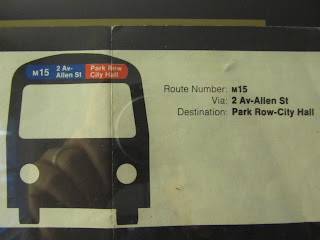 M15 2 Av- Park Row
Allen St City Hall
Route Number: M15
Via: 2 Av-Allen St
Destination: Park Row-City Hall